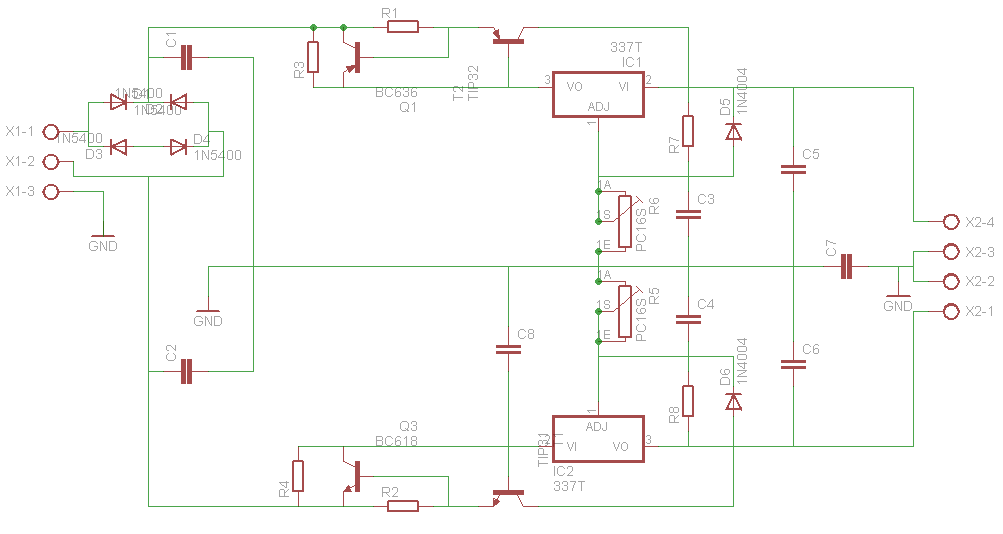 R1
C1
R3
BC636
Q1
T2
TIP32
337T
IC1
3
VO
VI
2
ADJ
1
D5
1N4004
1N5400
D1
D2
1N5400
X1-1
1N5400
D3
D4
1N5400
X1-2
X1-3
GND
R7
C5
1A
1S
1E
R6
PC16S
C3
C7
X2-4
X2-3
X2-2
X2-1
GND
GND
1A
1S
1E
R5
PC16S
C4
C8
C2
C6
D6
1N4004
R8
Q3
BC618
TIP31
2
1
ADJ
VI
VO
3
IC2
337T
R4
R2